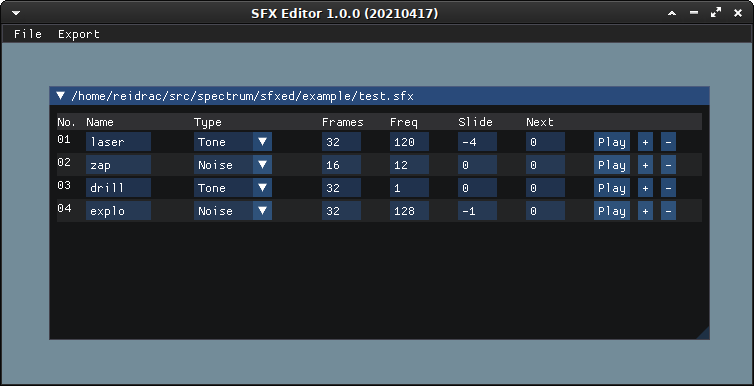 SFX Editor 1.0.0 (20210417)
File Export
/home/reidrac/src/spectrum/sfxed/example/test.sfx
No. Name Type Frames Freq Slide Next
01 laser Tone 32 120 -4 0 Play + -
02 zap Noise 16 12 0 0 Play + -
03 drill Tone 32 1 0 0 Play + -
04 explo Noise 32 128 -1 0 Play + -